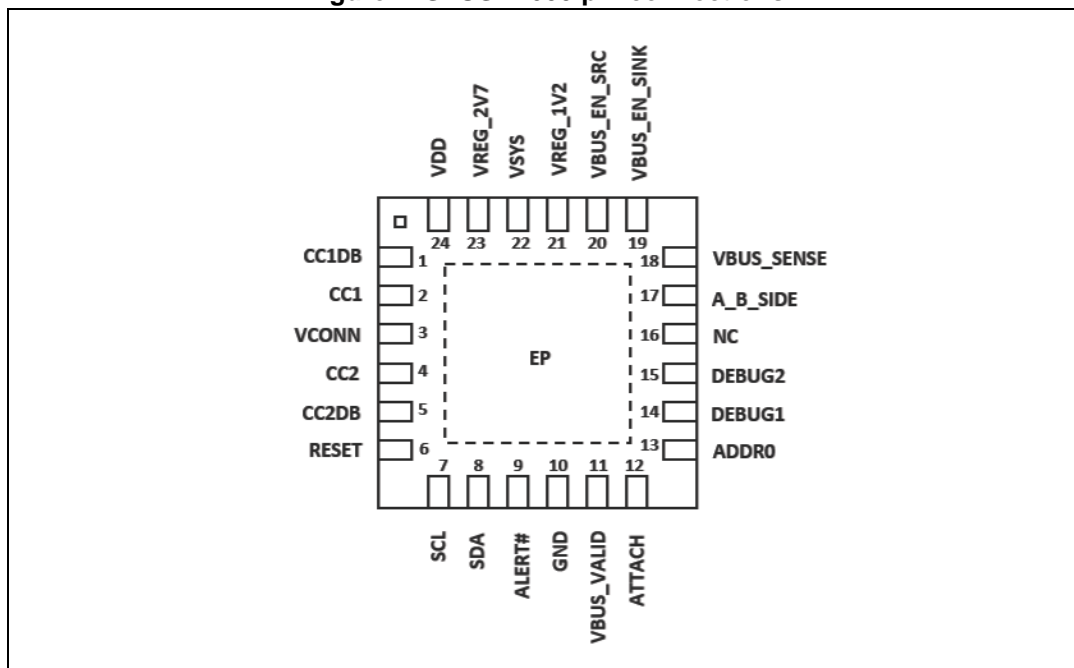 VDD
VREG_2V7
VSYS
VREG_1V2
VBUS_EN_SRC
VBUS_EN_SINK
24 23 22 21 20 19
CC1DB 1
CC1 2
VCONN 3
CC2 4
CC2DB 5
RESET 6
EP
18 VBUS_SENSE
17 A_B_SIDE
16 NC
15 DEBUG2
14 DEBUG1
13 ADDR0
7 8 9 10 11 12
SCL
SDA
ALERT#
GND
VBUS_VALID
ATTACH